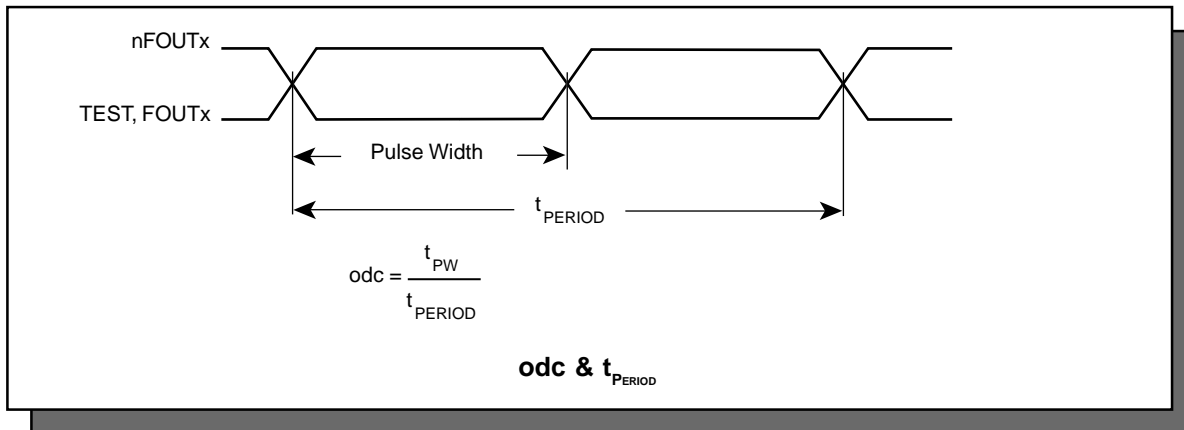 nFOUTx
TEST, FOUTx
Pulse Width
tPERIOD
odc = tPW
tPERIOD
odc & tPERIOD